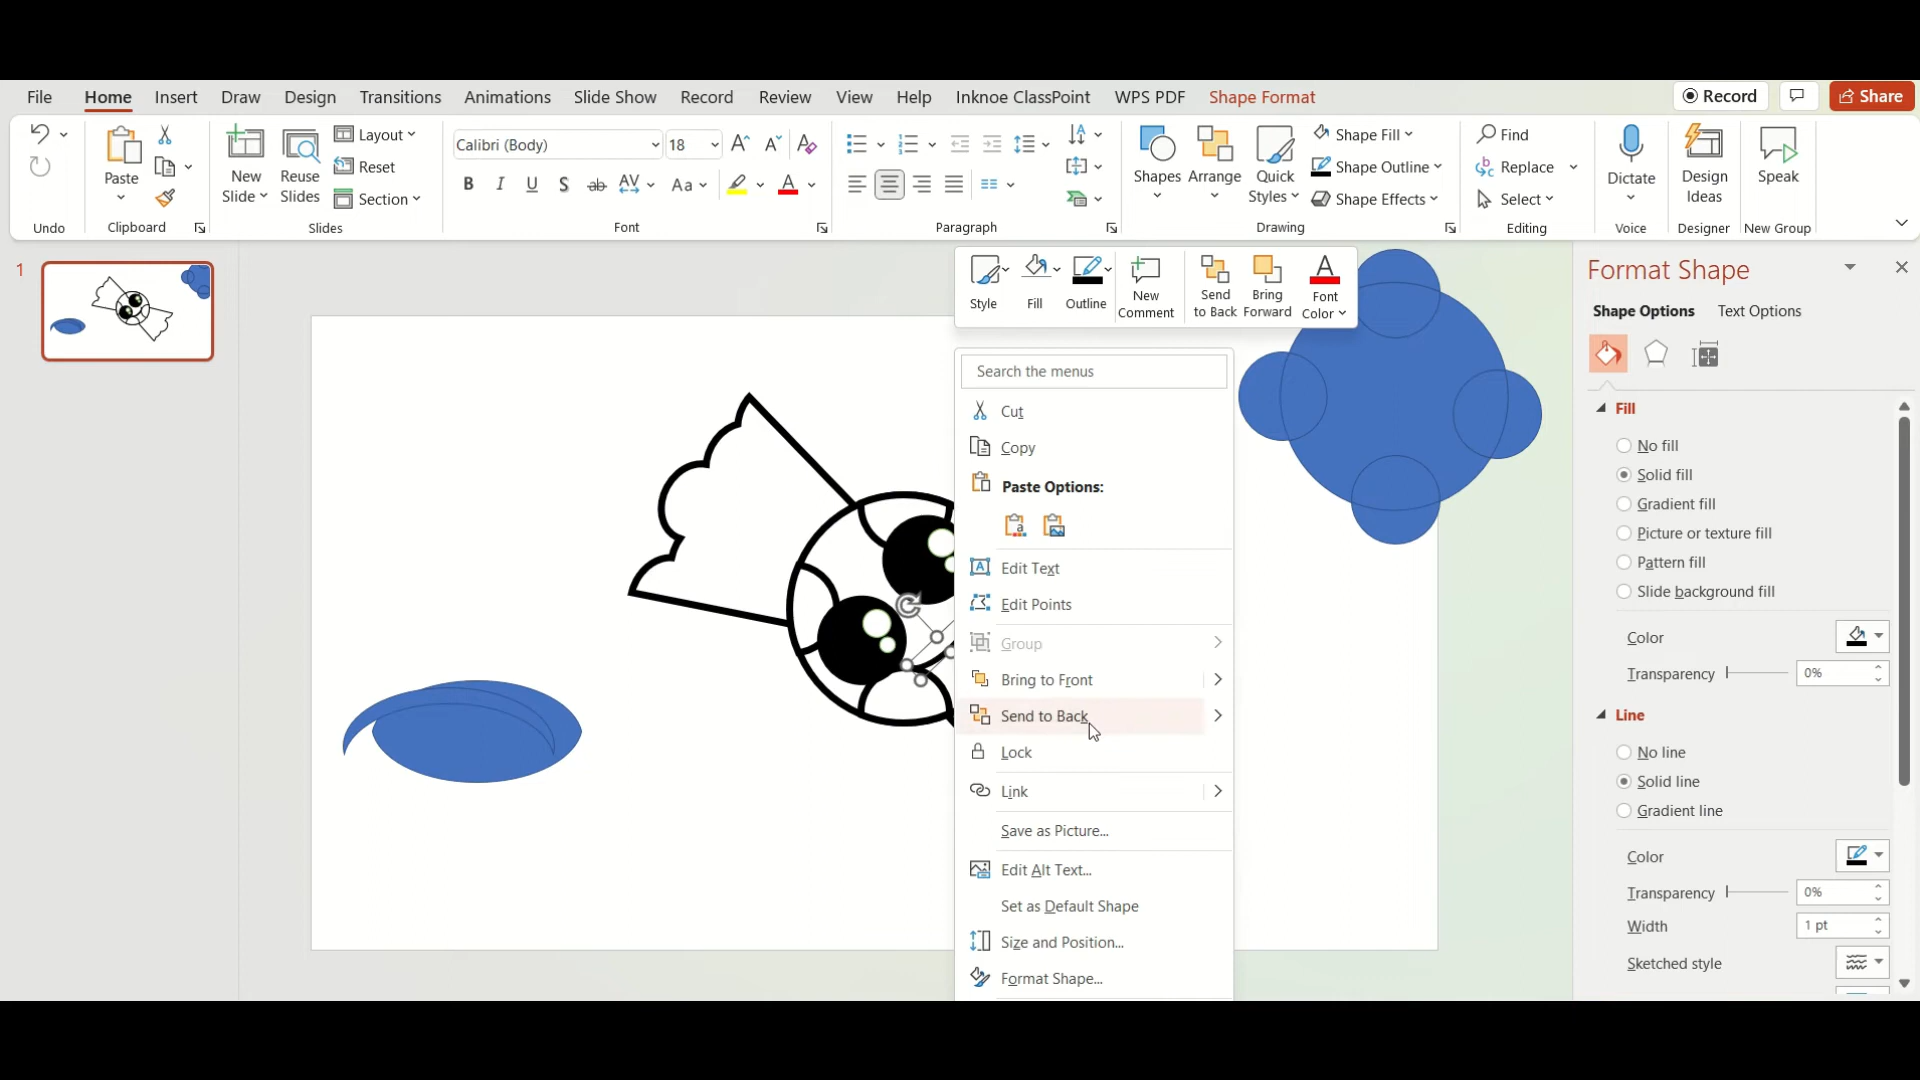 File Home Insert Draw Design Transitions Animations Slide Show Record Review View Help Inknoe ClassPoint WPS PDF Shape Format Record Share
Paste
New Slide
Reuse Slides
Layout
Reset
Section
Calibri (Body) 18
B I U S ab AV Aa A
Shapes
Arrange
Quick Styles
Shape Fill
Shape Outline
Shape Effects
Find
Replace
Select
Dictate
Design Ideas
Speak
Undo Clipboard Slides Font Paragraph Drawing Editing Voice Designer New Group
1
Style Fill Outline
New Comment
Send to Back
Bring Forward
Font Color
Search the menus
Cut
Copy
Paste Options:
Edit Text
Edit Points
Group
Bring to Front
Send to Back
Lock
Link
Save as Picture...
Edit Alt Text...
Set as Default Shape
Size and Position...
Format Shape...
Format Shape
Shape Options Text Options
Fill
No fill
Solid fill
Gradient fill
Picture or texture fill
Pattern fill
Slide background fill
Color
Transparency 0%
Line
No line
Solid line
Gradient line
Color
Transparency 0%
Width 1 pt
Sketched style